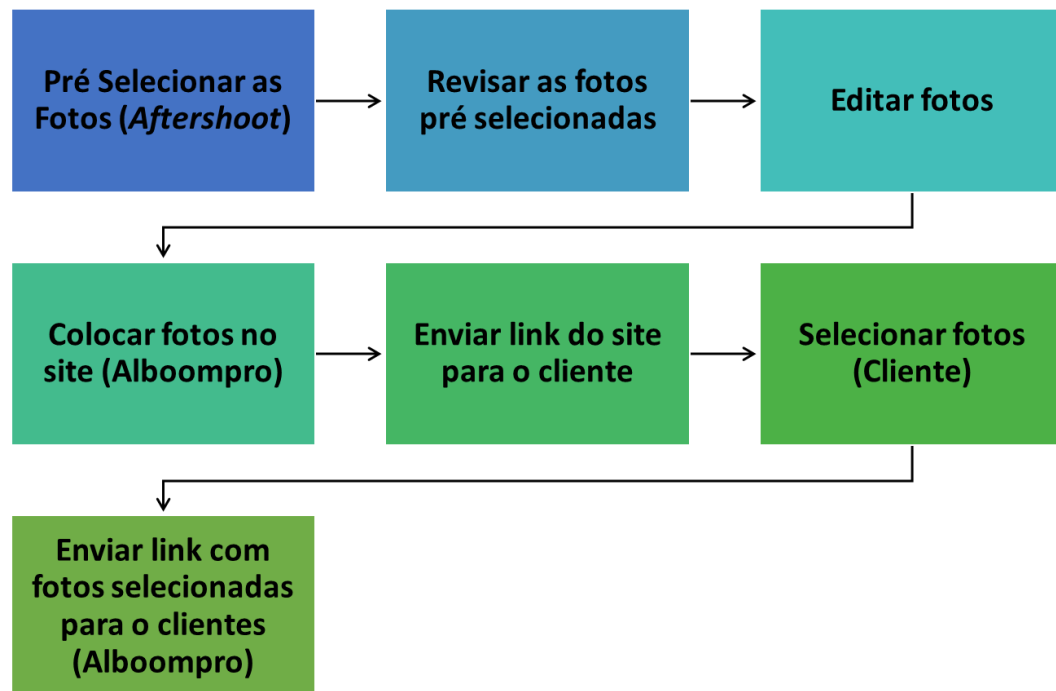 Pré Selecionar as
Fotos (Aftershoot)
Revisar as fotos
pré selecionadas
Editar fotos
Colocar fotos no
site (Alboompro)
Enviar link do site
para o cliente
Selecionar fotos
(Cliente)
Enviar link com
fotos selecionadas
para o clientes
(Alboompro)